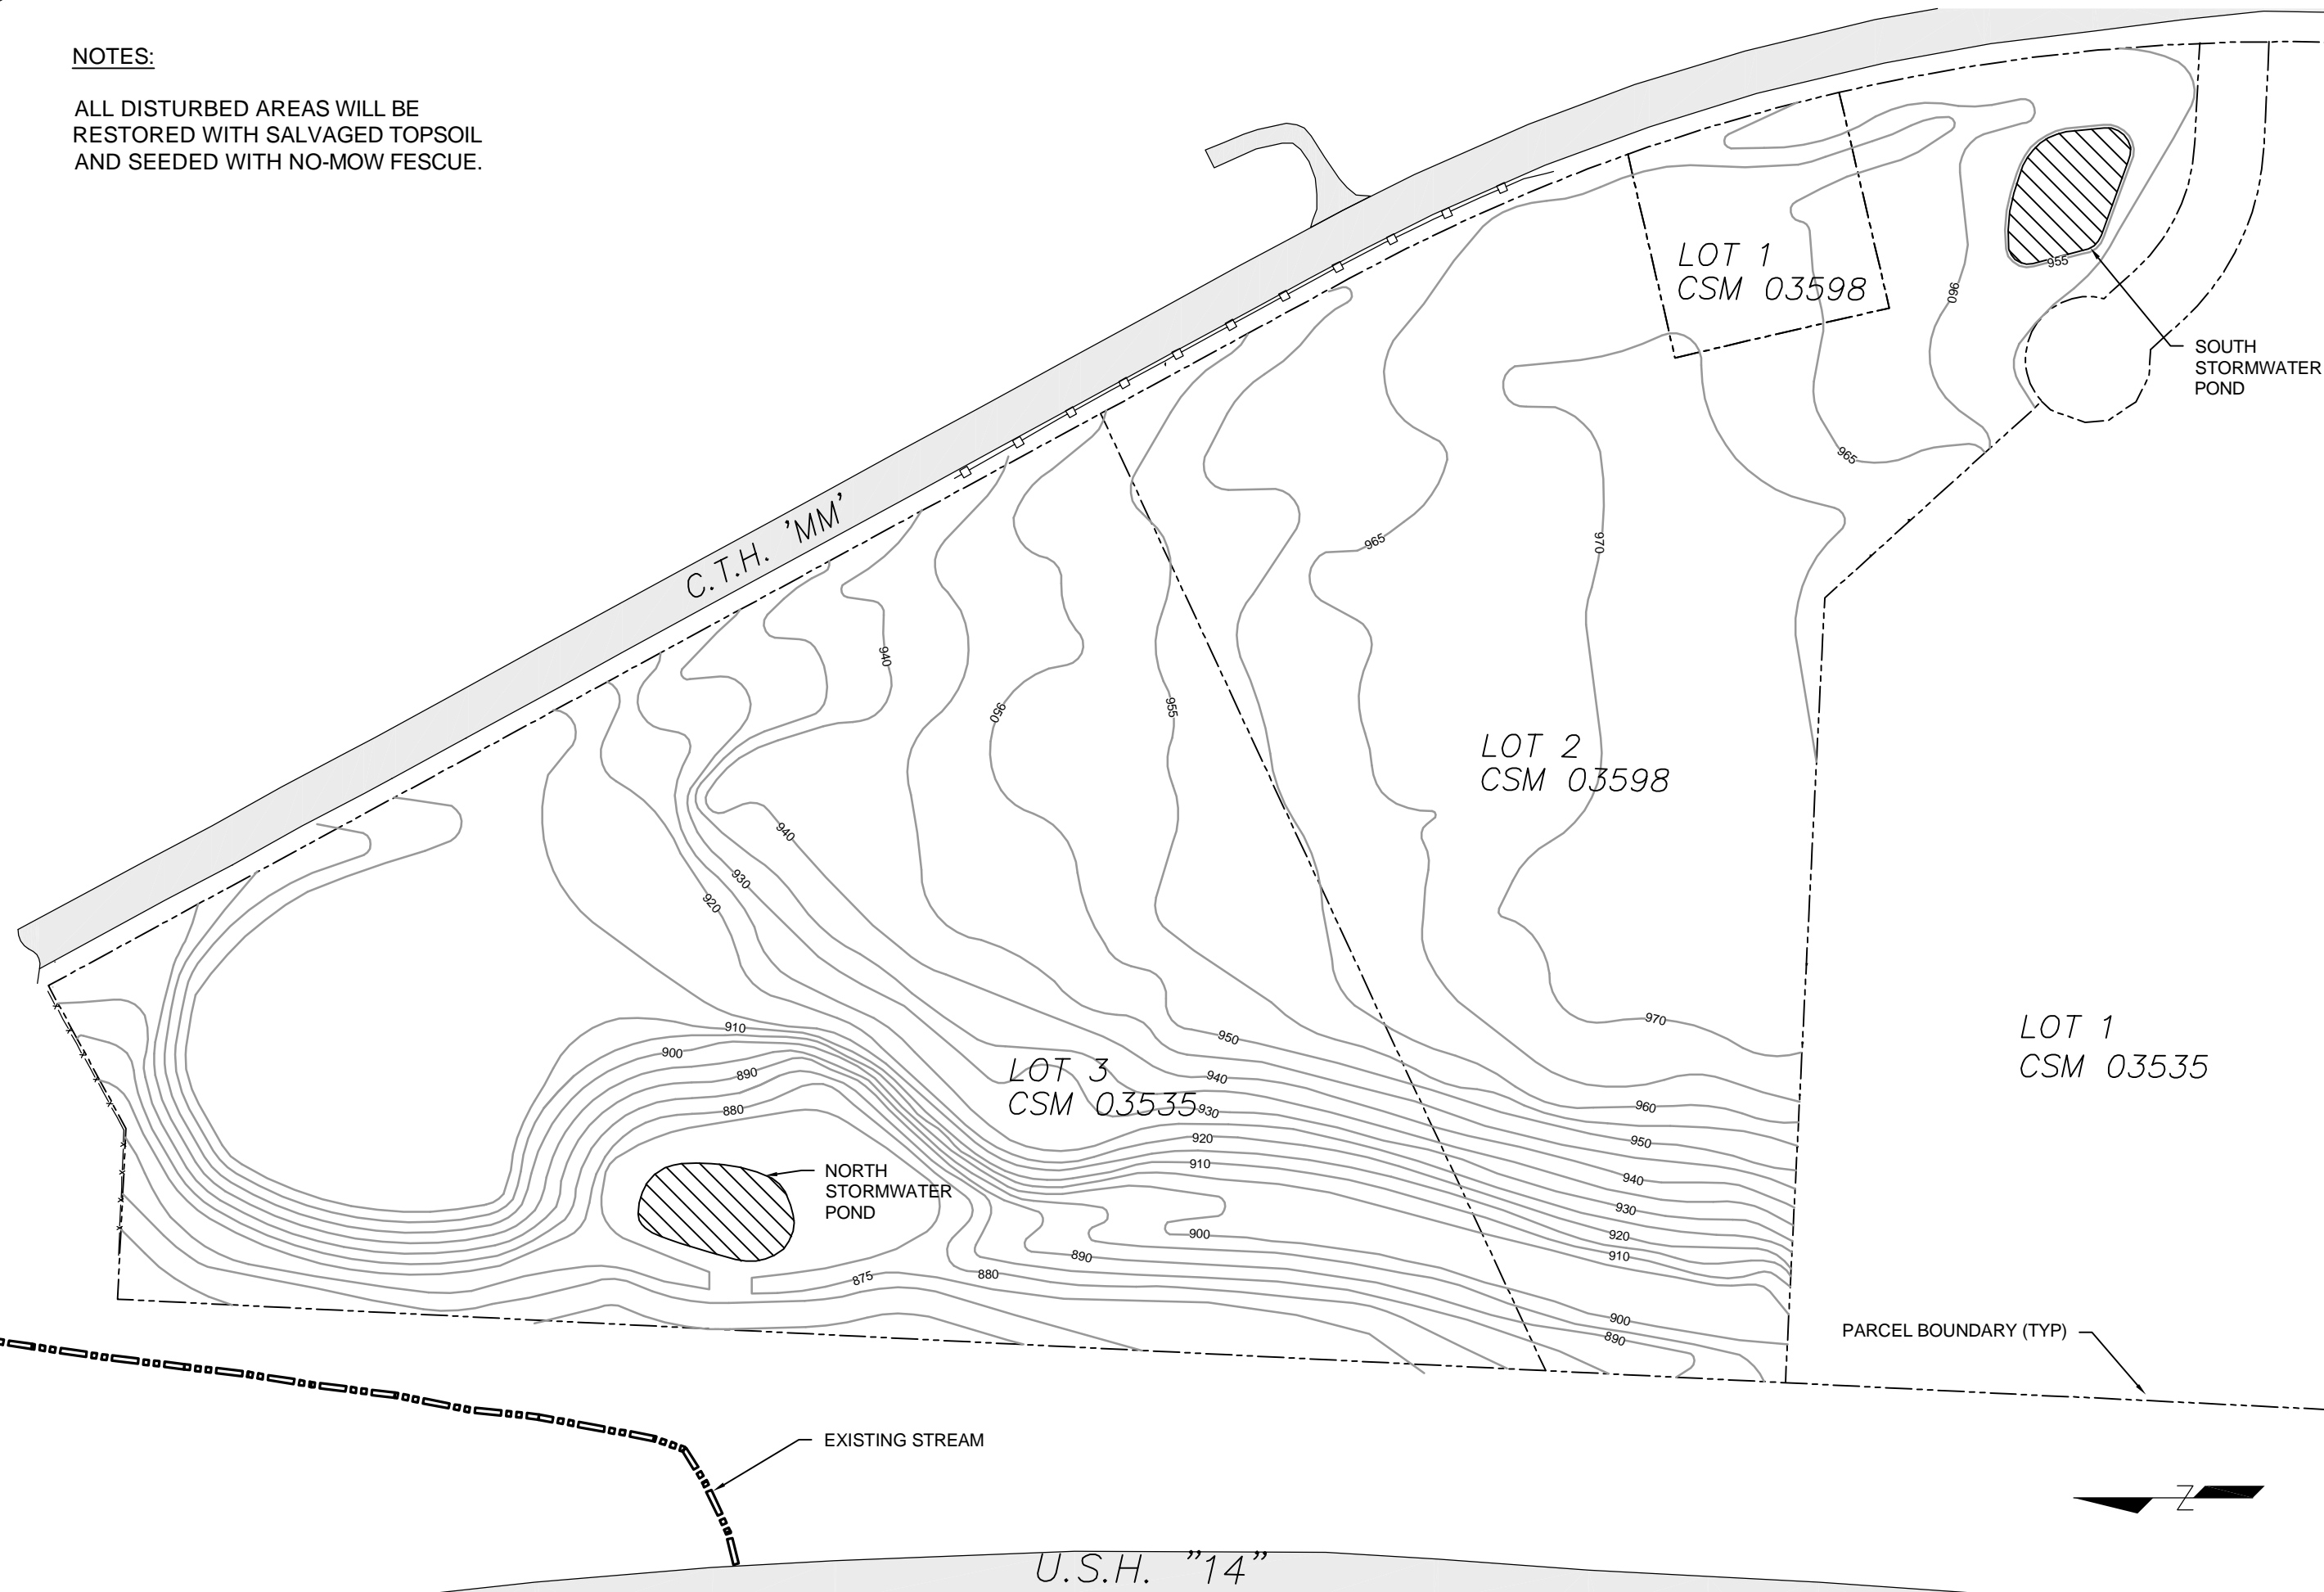 NOTES:
ALL DISTURBED AREAS WILL BE
RESTORED WITH SALVAGED TOPSOIL
AND SEEDED WITH NO-MOW FESCUE.
LOT 1
CSM 03598
955
960
SOUTH
STORMWATER
POND
965
C.T.H. 'MM'
965
970
940
950
955
LOT 2
CSM 03598
940
930
920
970
910
900
890
880
950
940
930
920
910
LOT 3
CSM 03535
LOT 1
CSM 03535
960
950
940
930
920
910
NORTH
STORMWATER
POND
900
890
880
875
900
890
PARCEL BOUNDARY (TYP)
EXISTING STREAM
Z
U.S.H. "14"